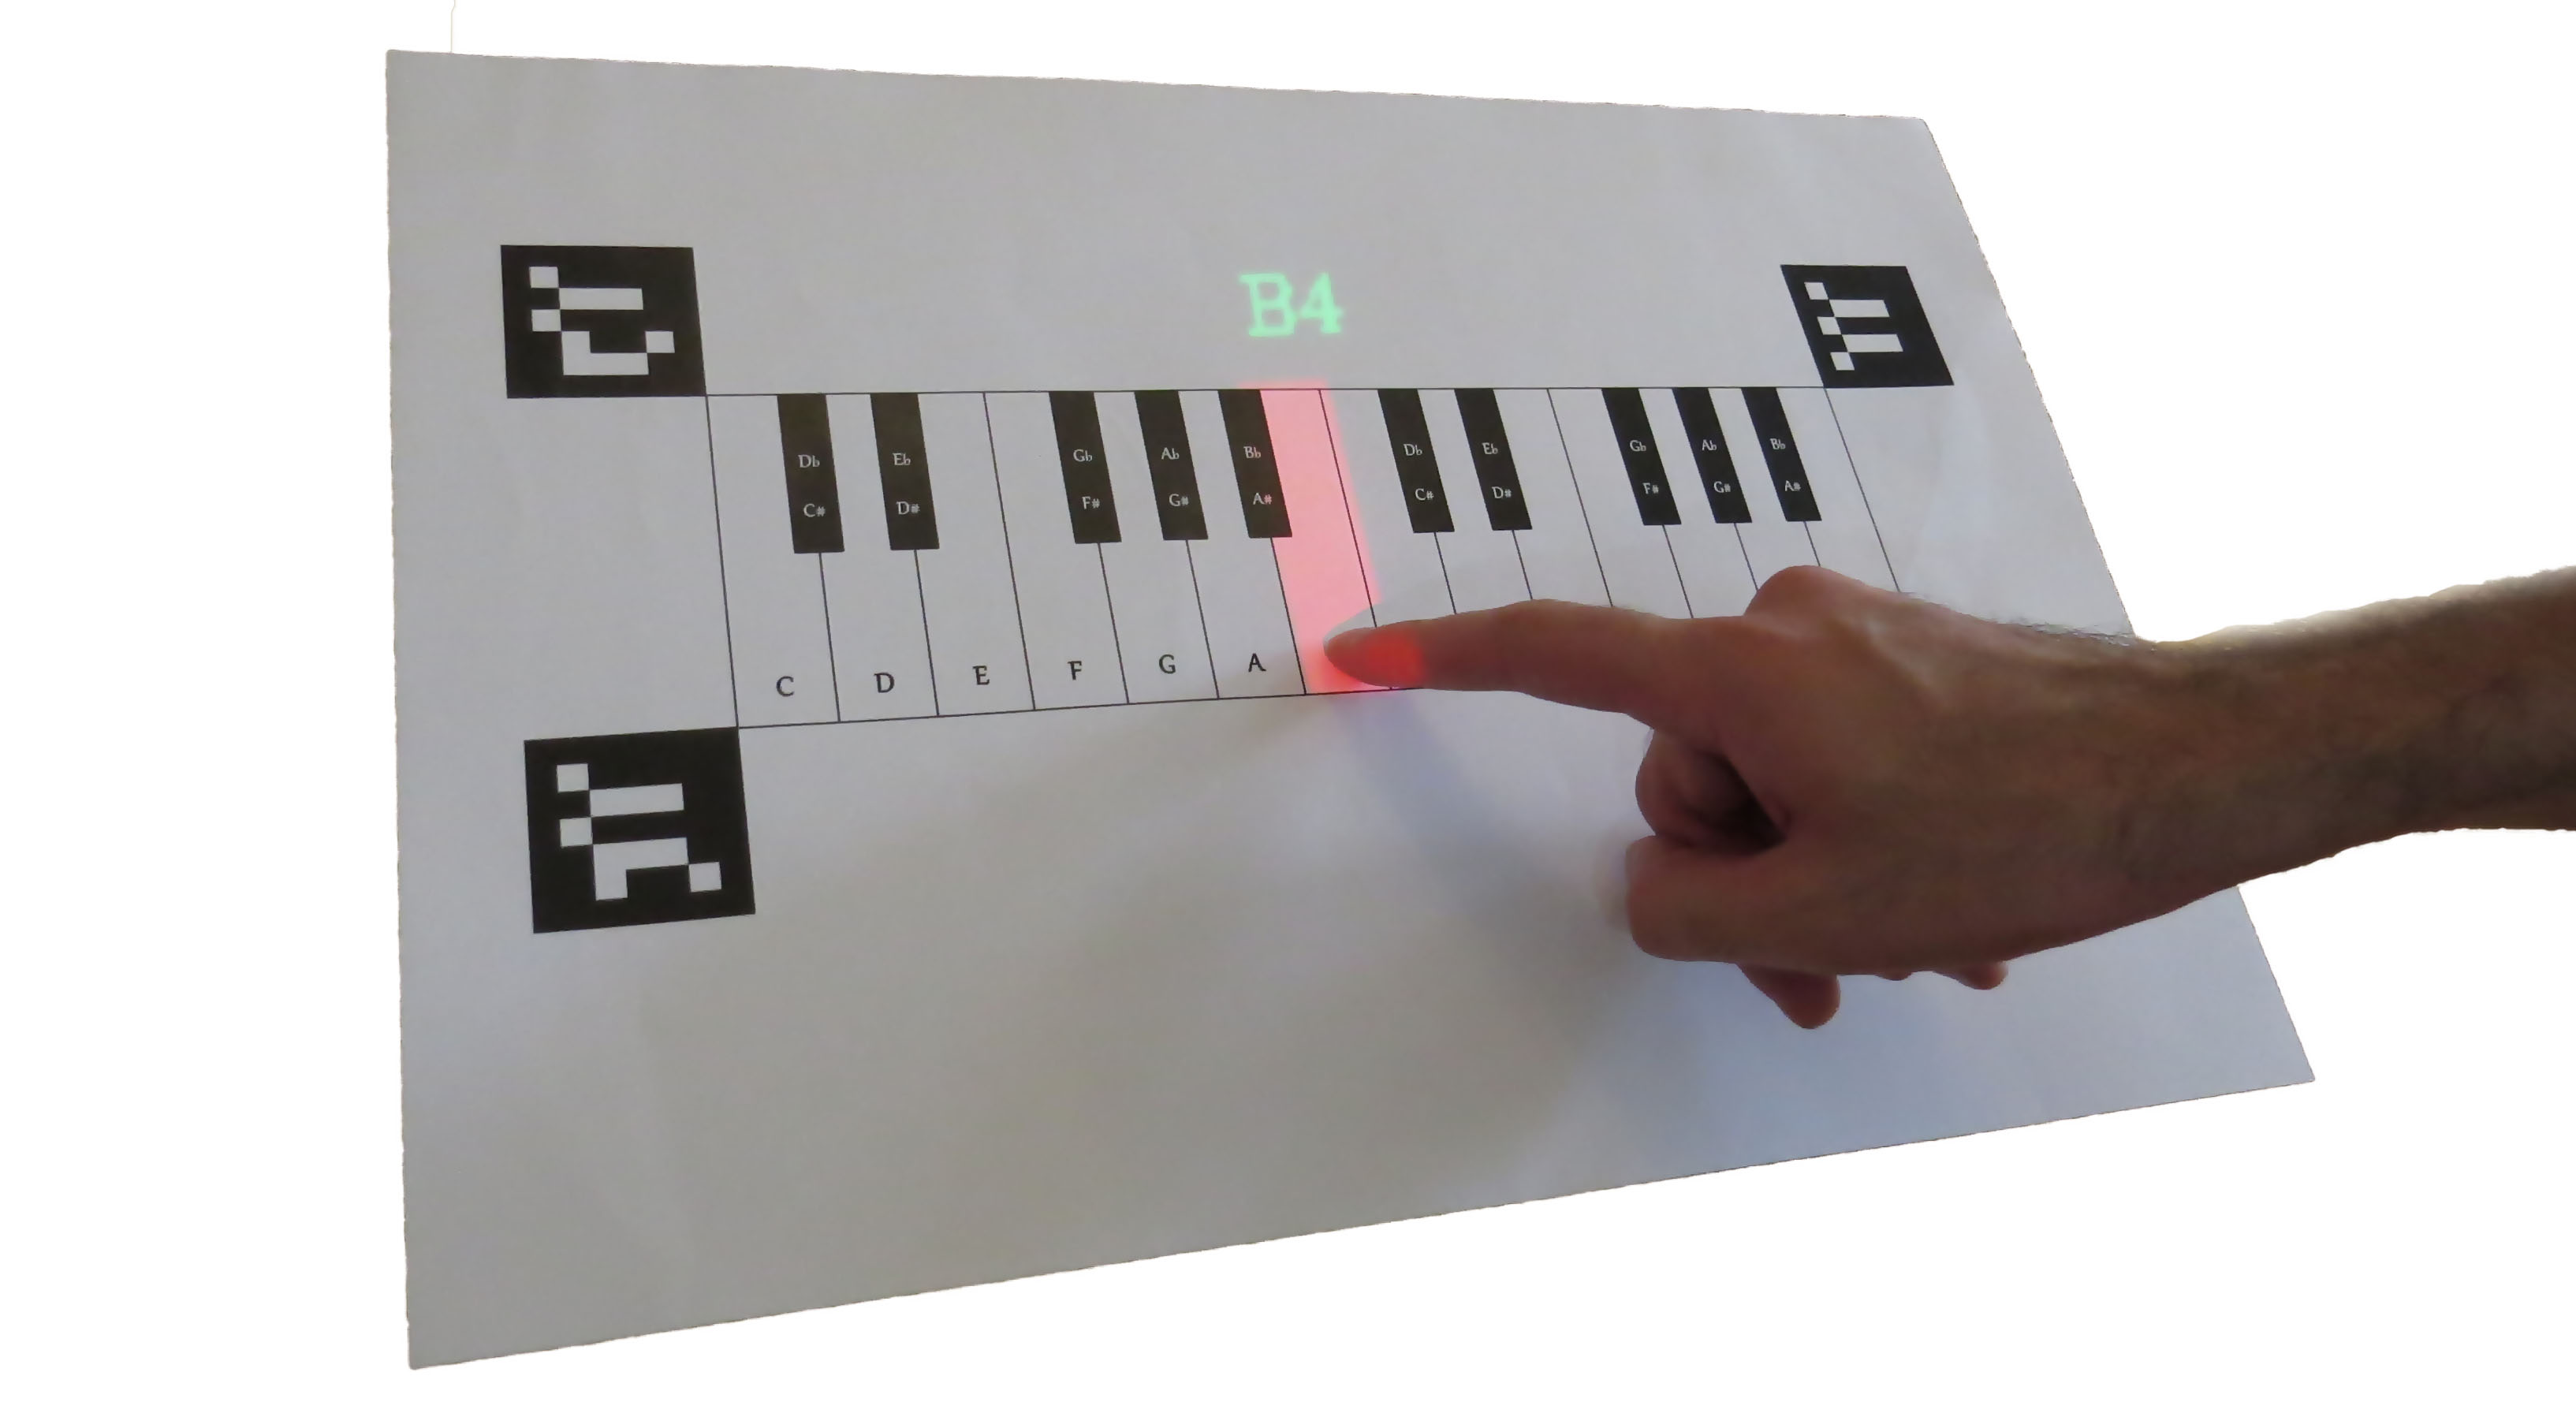 B4
Db Eb Gb Ab Bb Db Eb Gb Ab Bb
C# D# F# G# A# C# D# F# G# A#
C D E F G A